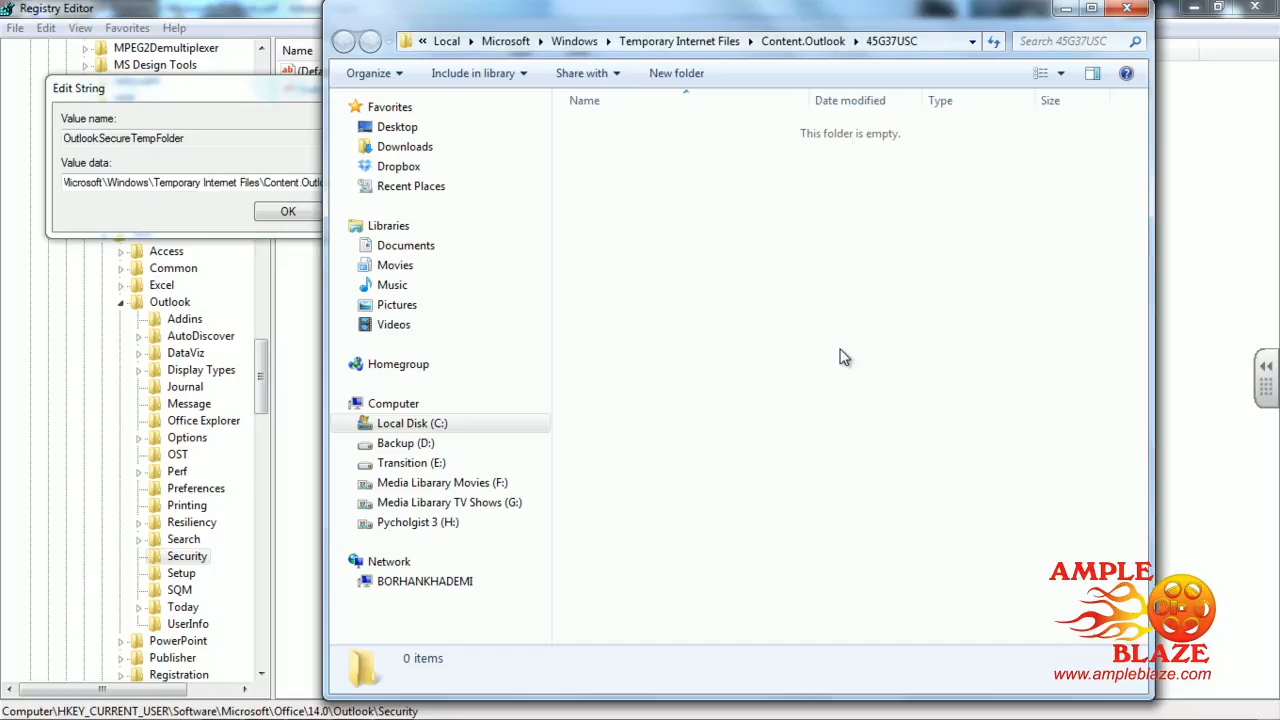 Registry Editor
File Edit View Favorites Help
MPEG2Demultiplexer
MS Design Tools
Name
Edit String
Value name:
OutlookSecureTempFolder
Value data:
Microsoft\Windows\Temporary Internet Files\Content.Outlo
OK
Access
Common
Excel
Outlook
Addins
AutoDiscover
DataViz
Display Types
Journal
Message
Office Explorer
Options
OST
Perf
Preferences
Printing
Resiliency
Search
Security
Setup
SQM
Today
UserInfo
PowerPoint
Publisher
Registration
Computer\HKEY_CURRENT_USER\Software\Microsoft\Office\14.0\Outlook\Security
« Local Microsoft Windows Temporary Internet Files Content.Outlook 45G37USC
Search 45G37USC
Organize Include in library Share with New folder
Name Date modified Type Size
This folder is empty.
Favorites
Desktop
Downloads
Dropbox
Recent Places
Libraries
Documents
Movies
Music
Pictures
Videos
Homegroup
Computer
Local Disk (C:)
Backup (D:)
Transition (E:)
Media Libarary Movies (F:)
Media Libarary TV Shows (G:)
Pycholgist 3 (H:)
Network
BORHANKHADEMI
0 items
AMPLE
BLAZE
www.ampleblaze.com